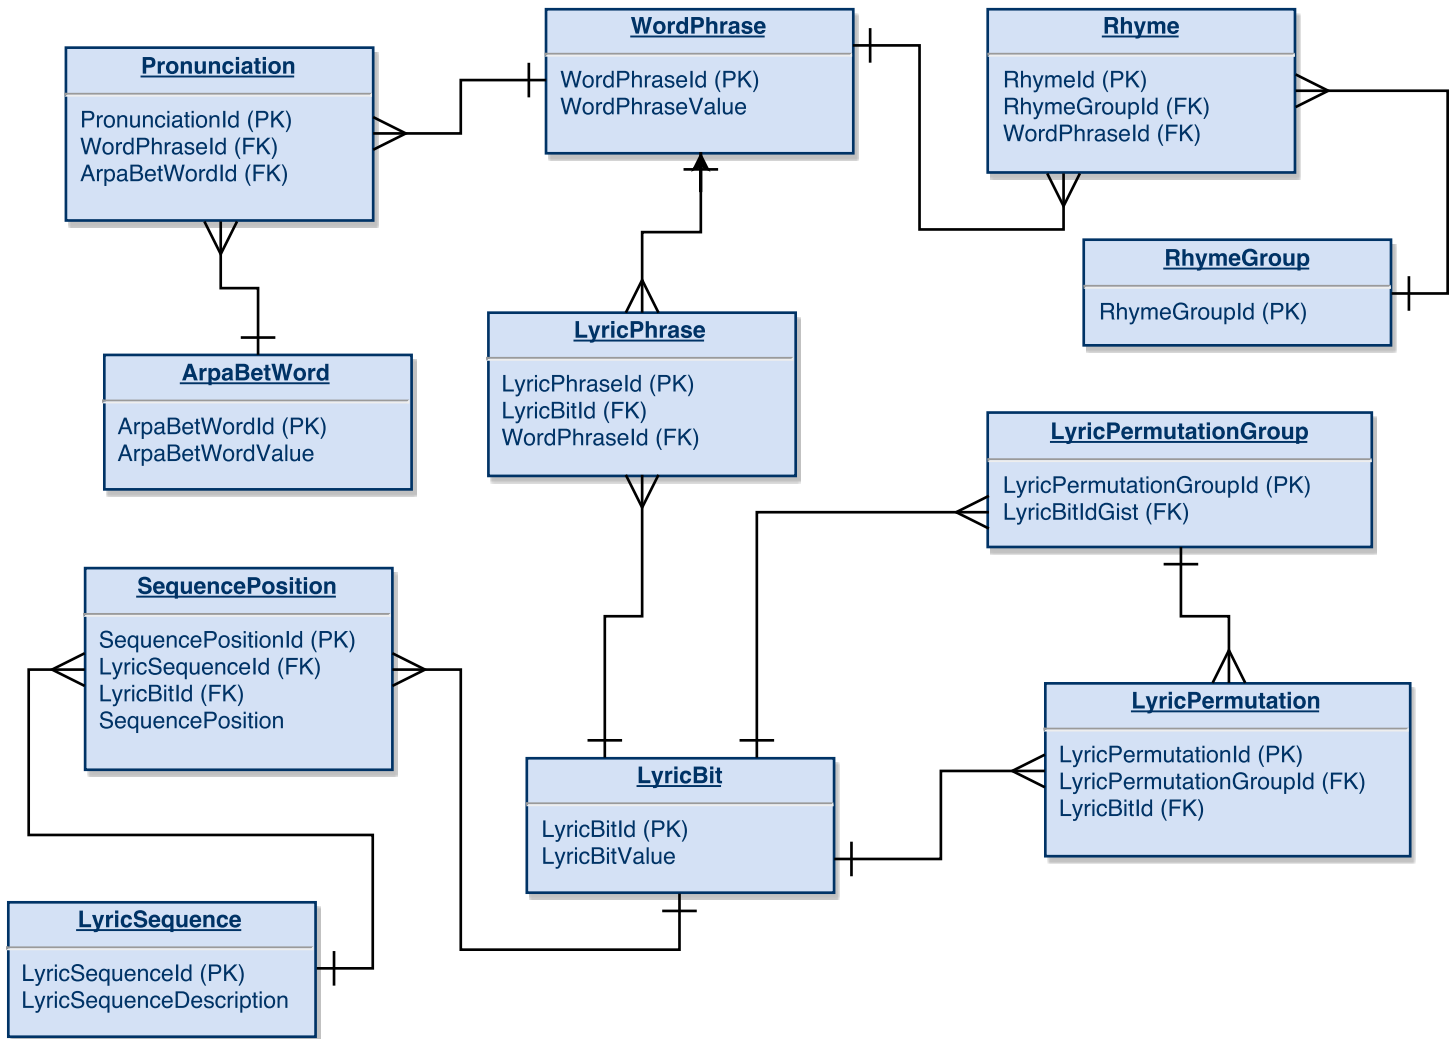 WordPhrase
WordPhraseId (PK)
WordPhraseValue
Rhyme
RhymeId (PK)
RhymeGroupId (FK)
WordPhraseId (FK)
Pronunciation
PronunciationId (PK)
WordPhraseId (FK)
ArpaBetWordId (FK)
RhymeGroup
RhymeGroupId (PK)
LyricPhrase
LyricPhraseId (PK)
LyricBitId (FK)
WordPhraseId (FK)
ArpaBetWord
ArpaBetWordId (PK)
ArpaBetWordValue
LyricPermutationGroup
LyricPermutationGroupId (PK)
LyricBitIdGist (FK)
SequencePosition
SequencePositionId (PK)
LyricSequenceId (FK)
LyricBitId (FK)
SequencePosition
LyricPermutation
LyricPermutationId (PK)
LyricPermutationGroupId (FK)
LyricBitId (FK)
LyricBit
LyricBitId (PK)
LyricBitValue
LyricSequence
LyricSequenceId (PK)
LyricSequenceDescription